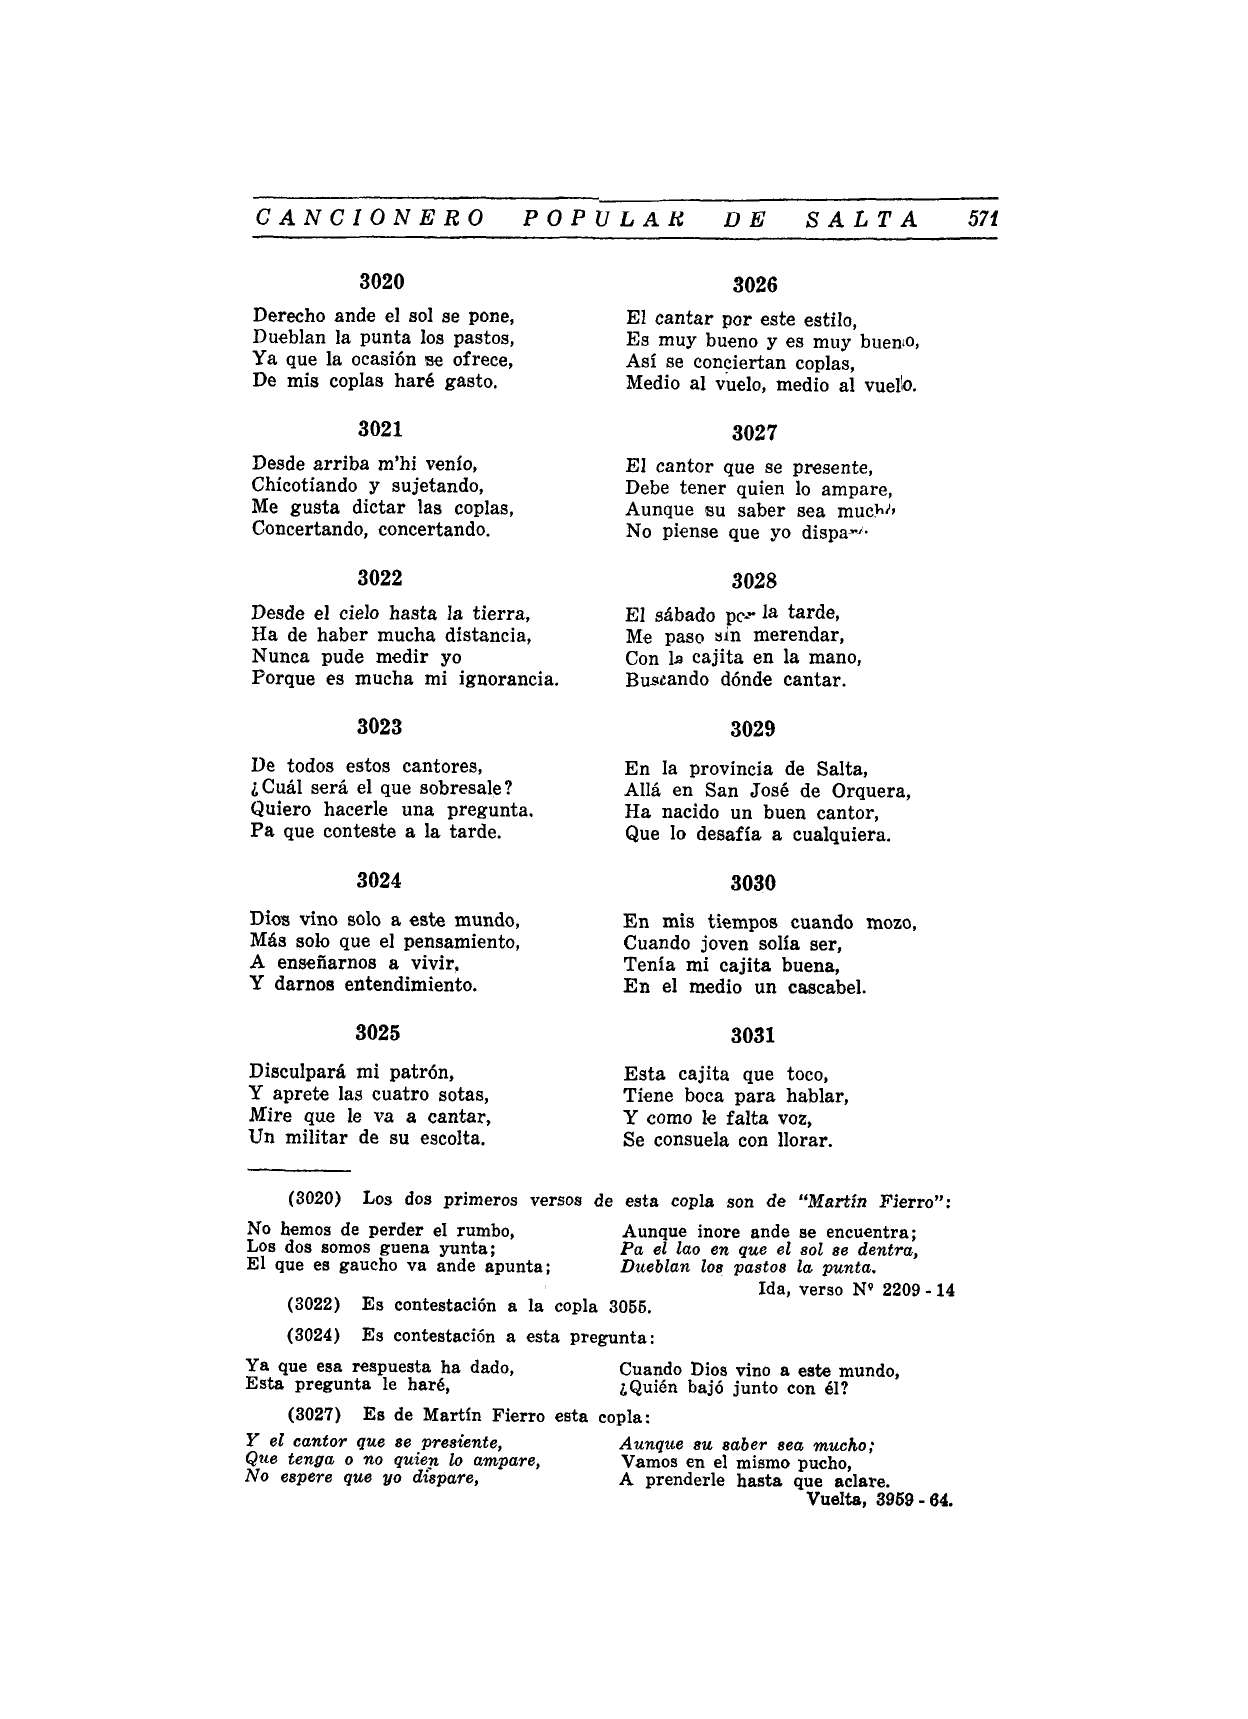 CANCIONERO POPULAR DE SALTA 571
3020
Derecho ande el sol se pone,
Dueblan la punta los pastos,
Ya que la ocasión se ofrece,
De mis coplas haré gasto.
3021
Desde arriba m'hi venío,
Chicotiando y sujetando,
Me gusta dictar las coplas,
Concertando, concertando.
3022
Desde el cielo hasta la tierra,
Ha de haber mucha distancia,
Nunca pude medir yo
Porque es mucha mi ignorancia.
3023
De todos estos cantores,
¿Cuál será el que sobresale?
Quiero hacerle una pregunta.
Pa que conteste a la tarde.
3024
Dios vino solo a este mundo,
Más solo que el pensamiento,
A enseñarnos a vivir,
Y darnos entendimiento.
3025
Disculpará mi patrón,
Y aprete las cuatro sotas,
Mire que le va a cantar,
Un militar de su escolta.
3026
El cantar por este estilo,
Es muy bueno y es muy bueno,
Así se conciertan coplas,
Medio al vuelo, medio al vuelo.
3027
El cantor que se presente,
Debe tener quien lo ampare,
Aunque su saber sea
No piense que yo
3028
El sábado por la tarde,
Me paso sin merendar,
Con la cajita en la mano,
Buscando dónde cantar.
3029
En la provincia de Salta,
Allá en San José de Orquera,
Ha nacido un buen cantor,
Que lo desafía a cualquiera.
3030
En mis tiempos cuando mozo,
Cuando joven solía ser,
Tenía mi cajita buena,
En el medio un cascabel.
3031
Esta cajita que toco,
Tiene boca para hablar,
Y como le falta voz,
Se consuela con llorar.
(3020) Los dos primeros versos de esta copla son de "Martín Fierro":
No hemos de perder el rumbo,
Los dos somos guena yunta;
El que es gaucho va ande apunta;
Aunque inore ande se encuentra;
Pa el lao en que el sol se dentra,
Dueblan los pastos la punta.
Ida, verso Nº 2209 - 14
(3022) Es contestación a la copla 3055.
(3024) Es contestación a esta pregunta:
Ya que esa respuesta ha dado,
Esta pregunta le haré,
Cuando Dios vino a este mundo,
¿Quién bajó junto con él?
(3027) Es de Martín Fierro esta copla:
Y el cantor que se presiente,
Que tenga o no quien lo ampare,
No espere que yo dispare,
Aunque su saber sea mucho;
Vamos en el mismo pucho,
A prenderle hasta que aclare.
Vuelta, 3959 - 64.